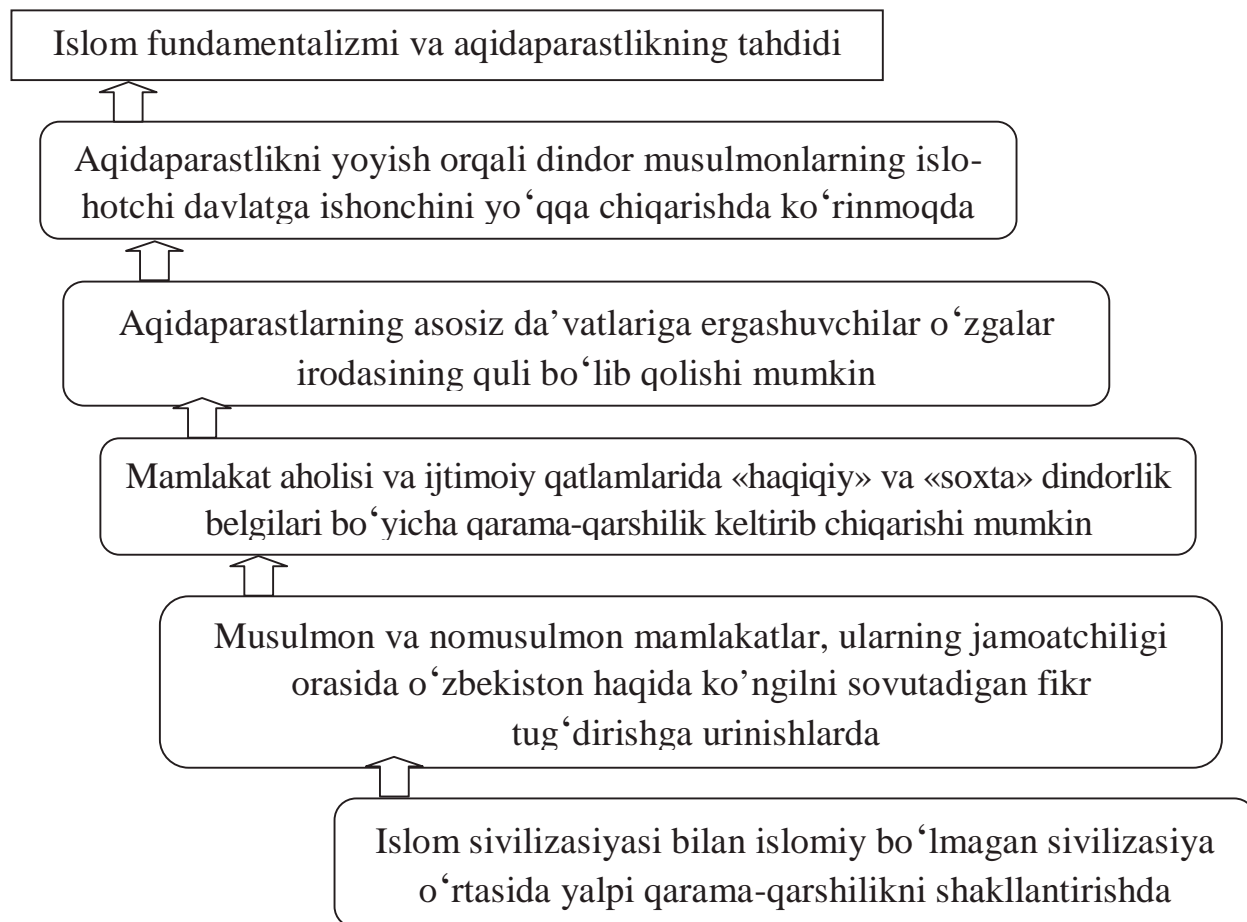 Islom fundamentalizmi va aqidaparastlikning tahdidi
Aqidaparastlikni yoyish orqali dindor musulmonlarning islo-
hotchi davlatga ishonchini yo‘qqa chiqarishda ko‘rinmoqda
Aqidaparastlarning asosiz da’vatlariga ergashuvchilar o‘zgalar
irodasining quli bo‘lib qolishi mumkin
Mamlakat aholisi va ijtimoiy qatlamlarida «haqiqiy» va «soxta» dindorlik
belgilari bo‘yicha qarama-qarshilik keltirib chiqarishi mumkin
Musulmon va nomusulmon mamlakatlar, ularning jamoatchiligi
orasida o‘zbekiston haqida ko’ngilni sovutadigan fikr
tug‘dirishga urinishlarda
Islom sivilizasiyasi bilan islomiy bo‘lmagan sivilizasiya
o‘rtasida yalpi qarama-qarshilikni shakllantirishda